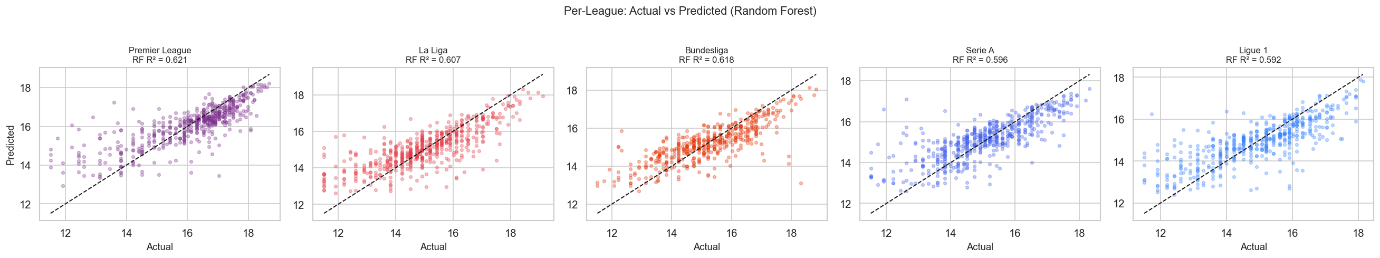 Per-League: Actual vs Predicted (Random Forest)
Premier League
RF R² = 0.621
La Liga
RF R² = 0.607
Bundesliga
RF R² = 0.618
Serie A
RF R² = 0.596
Ligue 1
RF R² = 0.592
Predicted
18
16
14
12
12 14 16 18
Actual
18
17
16
15
14
13
12
12 14 16 18
Actual
18
16
14
12
12 14 16 18
Actual
18
16
14
12
12 14 16 18
Actual
18
16
14
12
12 14 16 18
Actual